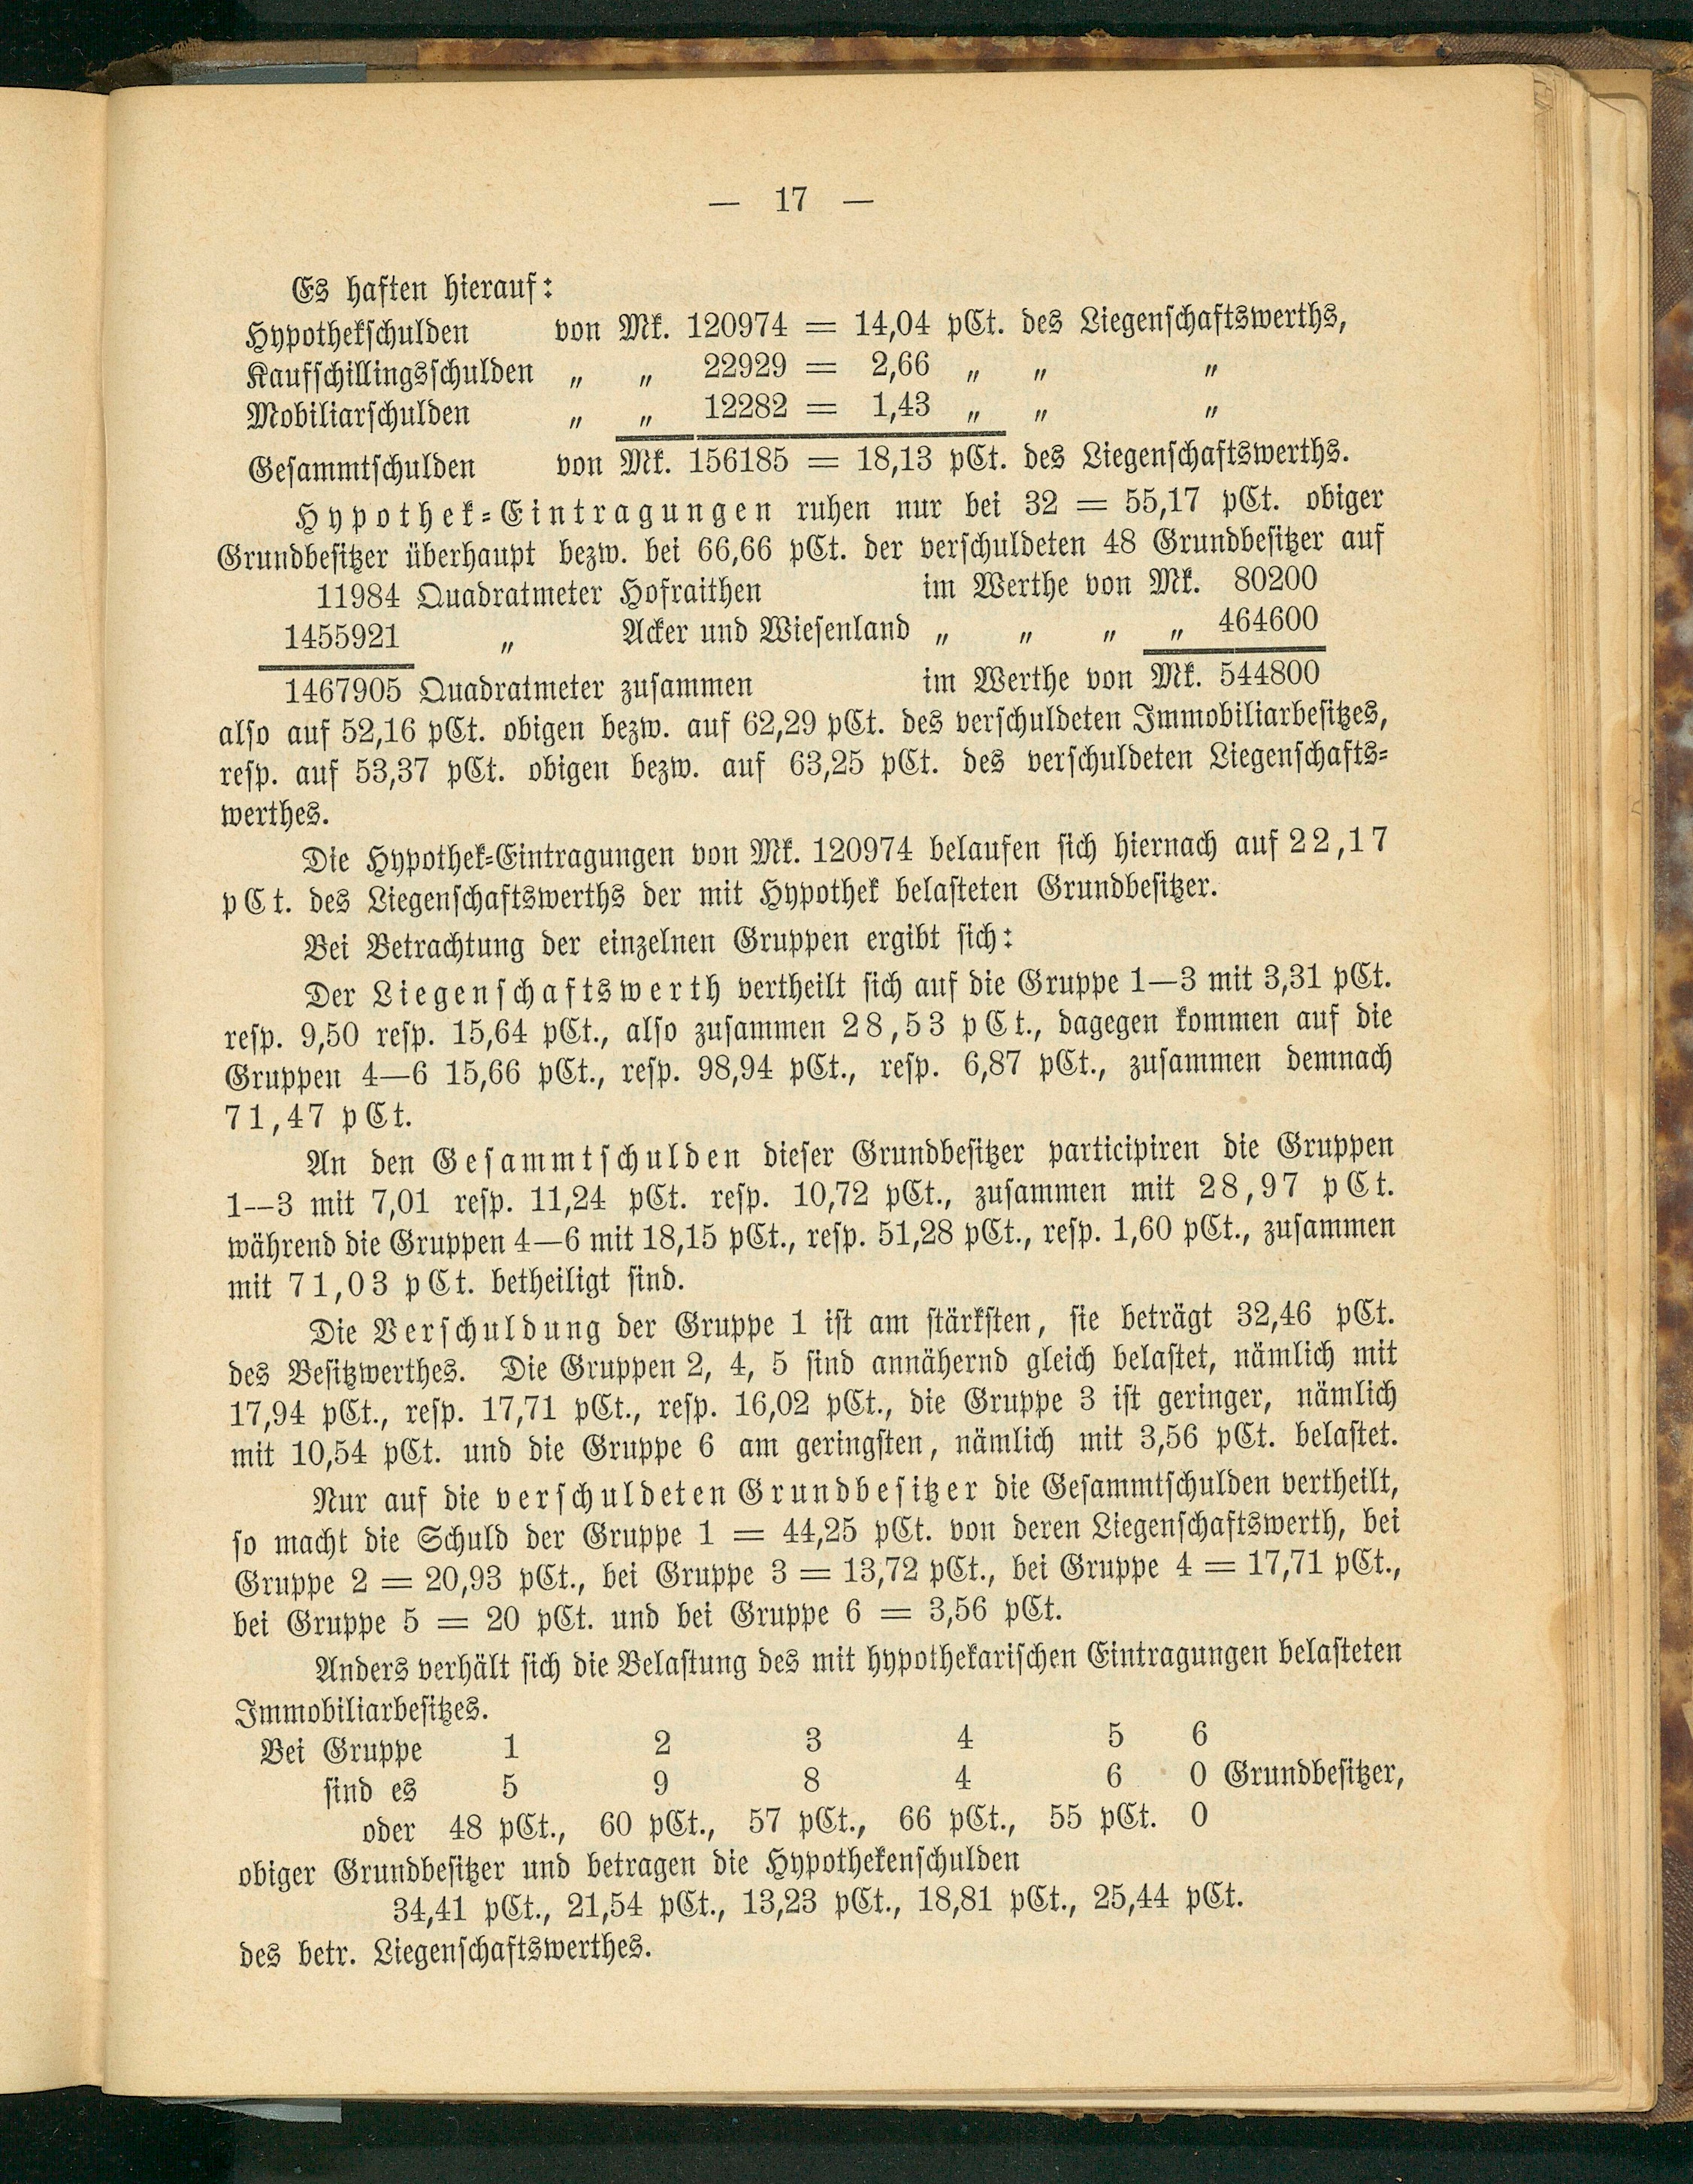 — 17 —
Es haften hierauf:
Hypothekschulden von Mk. 120974 = 14,04 pCt. des Liegenschaftswerths,
Kaufschillingsschulden „ „ 22929 = 2,66 „ „ „
Mobiliarschulden „ „ 12282 = 1,43 „ „ „
Gesammtschulden von Mk. 156185 = 18,13 pCt. des Liegenschaftswerths.
Hypothek-Eintragungen ruhen nur bei 32 = 55,17 pCt. obiger
Grundbesitzer überhaupt bezw. bei 66,66 pCt. der verschuldeten 48 Grundbesitzer auf
11984 Quadratmeter Hofraithen im Werthe von Mk. 80200
1455921 „ Acker und Wiesenland „ „ „ „ 464600
1467905 Quadratmeter zusammen im Werthe von Mk. 544800
also auf 52,16 pCt. obigen bezw. auf 62,29 pCt. des verschuldeten Immobiliarbesitzes,
resp. auf 53,37 pCt. obigen bezw. auf 63,25 pCt. des verschuldeten Liegenschafts-
werthes.
Die Hypothek-Eintragungen von Mk. 120974 belaufen sich hiernach auf 22,17
pCt. des Liegenschaftswerths der mit Hypothek belasteten Grundbesitzer.
Bei Betrachtung der einzelnen Gruppen ergibt sich:
Der Liegenschaftswerth vertheilt sich auf die Gruppe 1—3 mit 3,31 pCt.
resp. 9,50 resp. 15,64 pCt., also zusammen 28,53 pCt., dagegen kommen auf die
Gruppen 4—6 15,66 pCt., resp. 98,94 pCt., resp. 6,87 pCt., zusammen demnach
71,47 pCt.
An den Gesammtschulden dieser Grundbesitzer participiren die Gruppen
1—3 mit 7,01 resp. 11,24 pCt. resp. 10,72 pCt., zusammen mit 28,97 pCt.
während die Gruppen 4—6 mit 18,15 pCt., resp. 51,28 pCt., resp. 1,60 pCt., zusammen
mit 71,03 pCt. betheiligt sind.
Die Verschuldung der Gruppe 1 ist am stärksten, sie beträgt 32,46 pCt.
des Besitzwerthes. Die Gruppen 2, 4, 5 sind annähernd gleich belastet, nämlich mit
17,94 pCt., resp. 17,71 pCt., resp. 16,02 pCt., die Gruppe 3 ist geringer, nämlich
mit 10,54 pCt. und die Gruppe 6 am geringsten, nämlich mit 3,56 pCt. belastet.
Nur auf die verschuldeten Grundbesitzer die Gesammtschulden vertheilt,
so macht die Schuld der Gruppe 1 = 44,25 pCt. von deren Liegenschaftswerth, bei
Gruppe 2 = 20,93 pCt., bei Gruppe 3 = 13,72 pCt., bei Gruppe 4 = 17,71 pCt.,
bei Gruppe 5 = 20 pCt. und bei Gruppe 6 = 3,56 pCt.
Anders verhält sich die Belastung des mit hypothekarischen Eintragungen belasteten
Immobiliarbesitzes.
Bei Gruppe 1 2 3 4 5 6
sind es 5 9 8 4 6 0 Grundbesitzer,
oder 48 pCt., 60 pCt., 57 pCt., 66 pCt., 55 pCt. 0
obiger Grundbesitzer und betragen die Hypothekenschulden
34,41 pCt., 21,54 pCt., 13,23 pCt., 18,81 pCt., 25,44 pCt.
des betr. Liegenschaftswerthes.